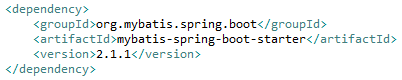 <dependency>
<groupId>org.mybatis.spring.boot</groupId>
<artifactId>mybatis-spring-boot-starter</artifactId>
<version>2.1.1</version>
</dependency>